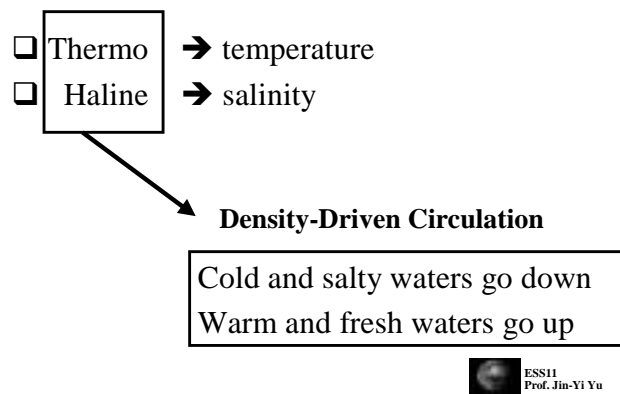 ❑ Thermo ➔ temperature
❑ Haline ➔ salinity
Density-Driven Circulation
Cold and salty waters go down
Warm and fresh waters go up
ESS11
Prof. Jin-Yi Yu